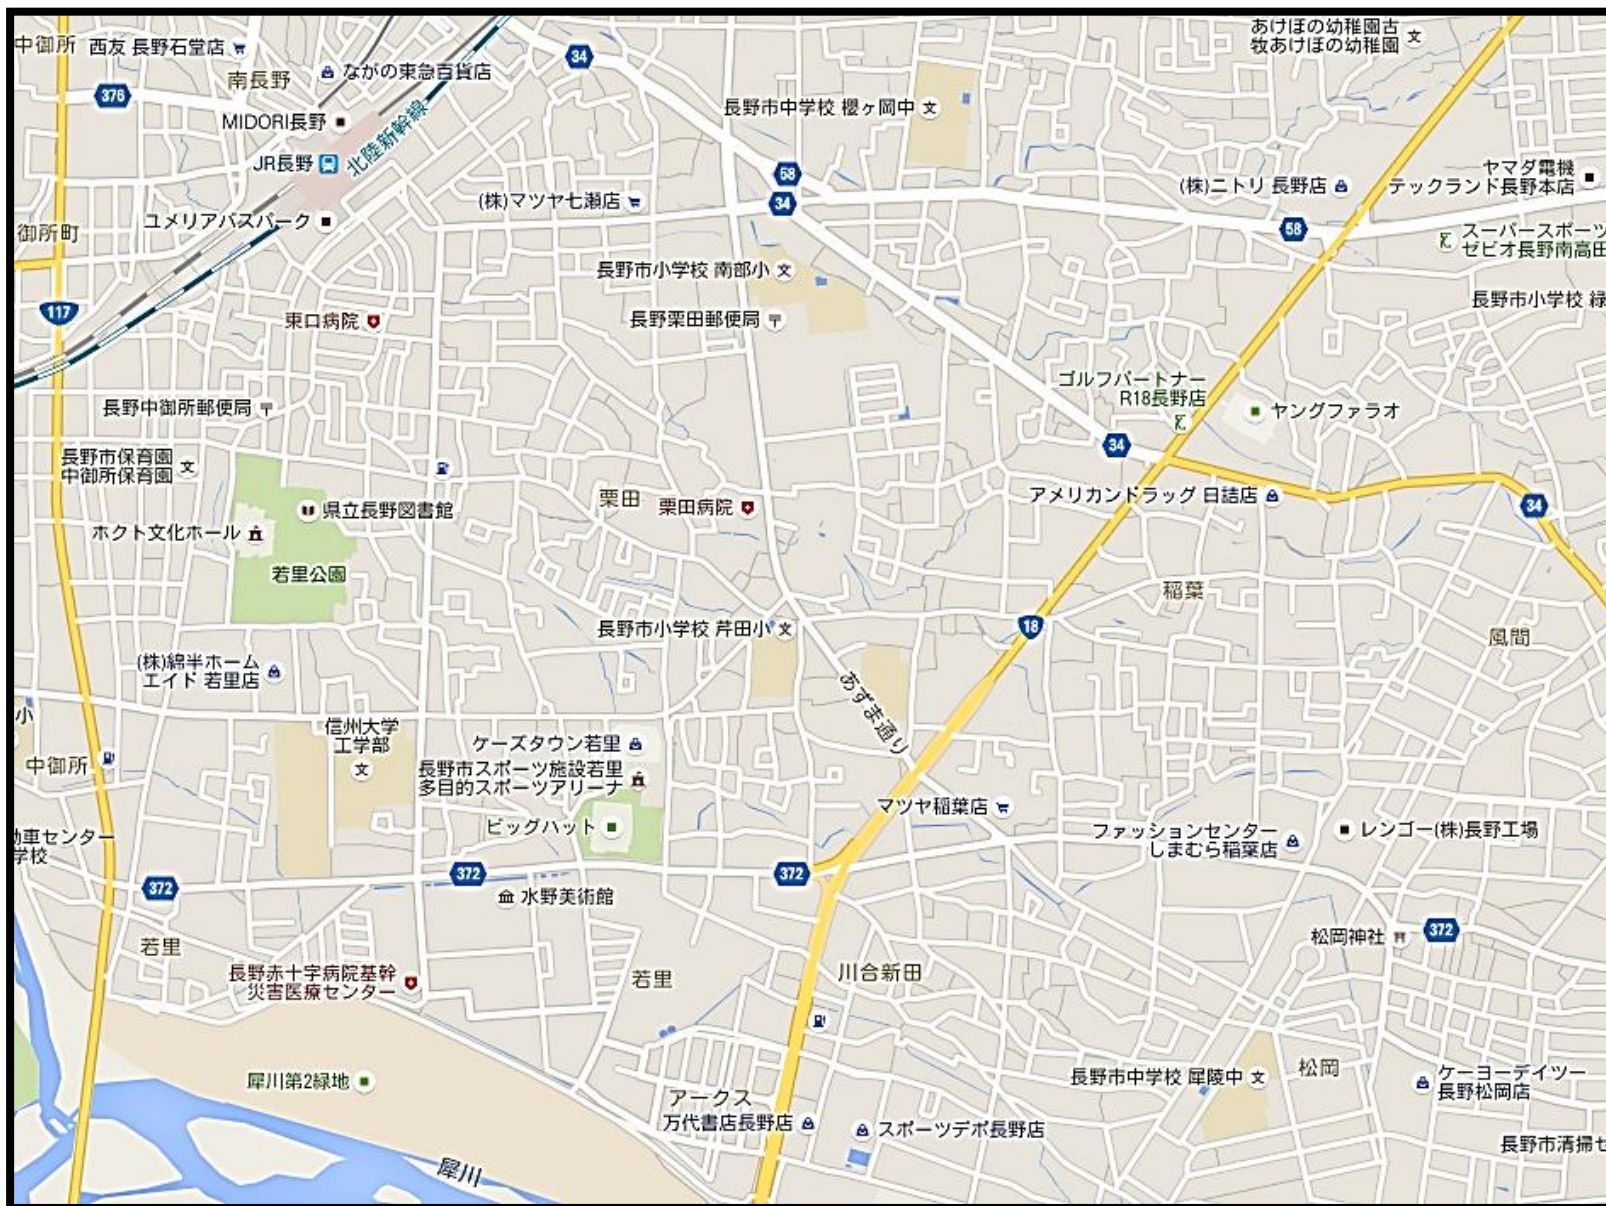 あけぼの幼稚園古
牧あけぼの幼稚園
中御所
西友 長野石堂店
34
南長野
ながの東急百貨店
376
長野市中学校 櫻ヶ岡中
MIDORI長野
北陸新幹線
JR長野
58
ヤマダ電機
テックランド長野本店
(株)ニトリ 長野店
(株)マツヤ七瀬店
34
ユメリアバスパーク
58
御所町
スーパースポーツ
ゼビオ長野南高田
長野市小学校 南部小
長野市小学校 緑
117
東口病院
長野栗田郵便局
ゴルフパートナー
R18長野店
ヤングファラオ
長野中御所郵便局
34
長野市保育園
中御所保育園
栗田
栗田病院
アメリカンドラッグ 日詰店
34
県立長野図書館
ホクト文化ホール
若里公園
稲葉
長野市小学校 芹田小
18
風間
(株)綿半ホーム
エイド 若里店
あずま通り
小
信州大学
工学部
ケーズタウン若里
中御所
長野市スポーツ施設若里
多目的スポーツアリーナ
マツヤ稲葉店
ビッグハット
ファッションセンター
しまむら稲葉店
レンゴー(株)長野工場
動車センター
学校
372
372
372
水野美術館
松岡神社
372
若里
長野赤十字病院基幹
災害医療センター
若里
川合新田
犀川第2緑地
長野市中学校 犀陵中
松岡
ケーヨーデイツー
長野松岡店
アークス
万代書店長野店
スポーツデポ長野店
長野市清掃セ
犀川